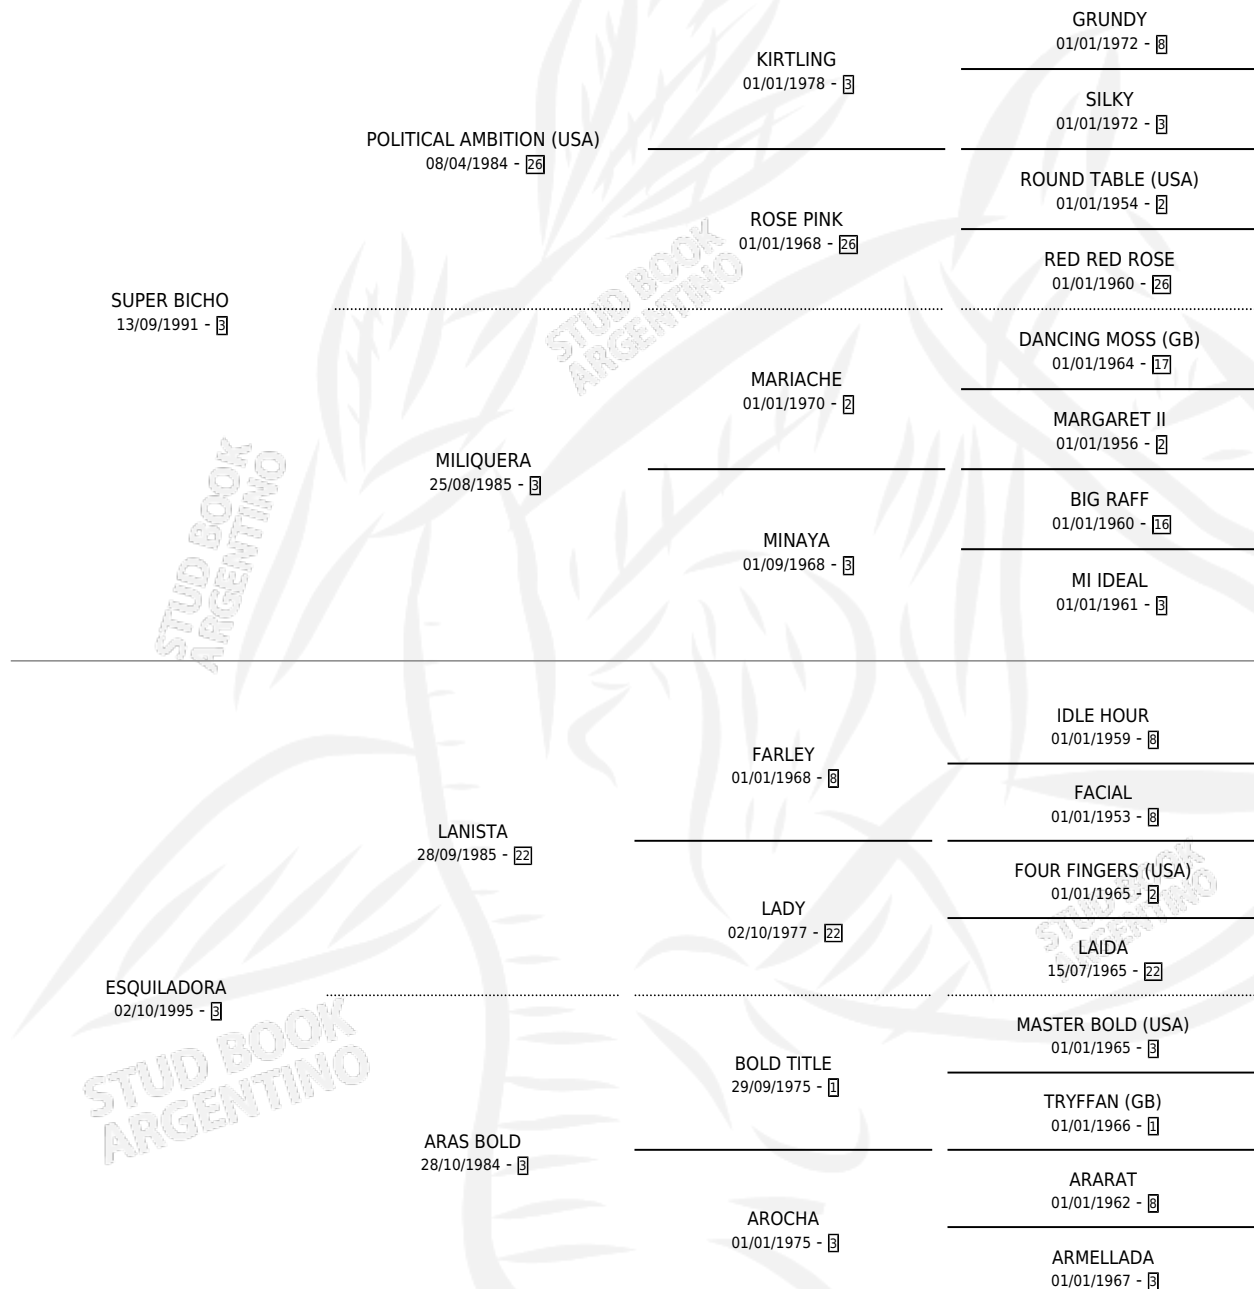 GRUNDY
01/01/1972 - 8
KIRTLING
01/01/1978 - 3
SILKY
01/01/1972 - 3
POLITICAL AMBITION (USA)
08/04/1984 - 26
ROUND TABLE (USA)
01/01/1954 - 2
ROSE PINK
01/01/1968 - 26
RED RED ROSE
01/01/1960 - 26
SUPER BICHO
13/09/1991 - 3
DANCING MOSS (GB)
01/01/1964 - 17
MARIACHE
01/01/1970 - 2
MARGARET II
01/01/1956 - 2
MILIQUERA
25/08/1985 - 3
BIG RAFF
01/01/1960 - 16
MINAYA
01/09/1968 - 3
MI IDEAL
01/01/1961 - 3
IDLE HOUR
01/01/1959 - 8
FARLEY
01/01/1968 - 8
FACIAL
01/01/1953 - 8
LANISTA
28/09/1985 - 22
FOUR FINGERS (USA)
01/01/1965 - 2
LADY
02/10/1977 - 22
LAIDA
15/07/1965 - 22
ESQUILADORA
02/10/1995 - 3
MASTER BOLD (USA)
01/01/1965 - 3
BOLD TITLE
29/09/1975 - 1
TRYFFAN (GB)
01/01/1966 - 1
ARAS BOLD
28/10/1984 - 3
ARARAT
01/01/1962 - 8
AROCHA
01/01/1975 - 3
ARMELLADA
01/01/1967 - 3
STUD BOOK
ARGENTINO
STUD BOOK
ARGENTINO
STUD BOOK
ARGENTINO
STUD BOOK
ARGENTINO